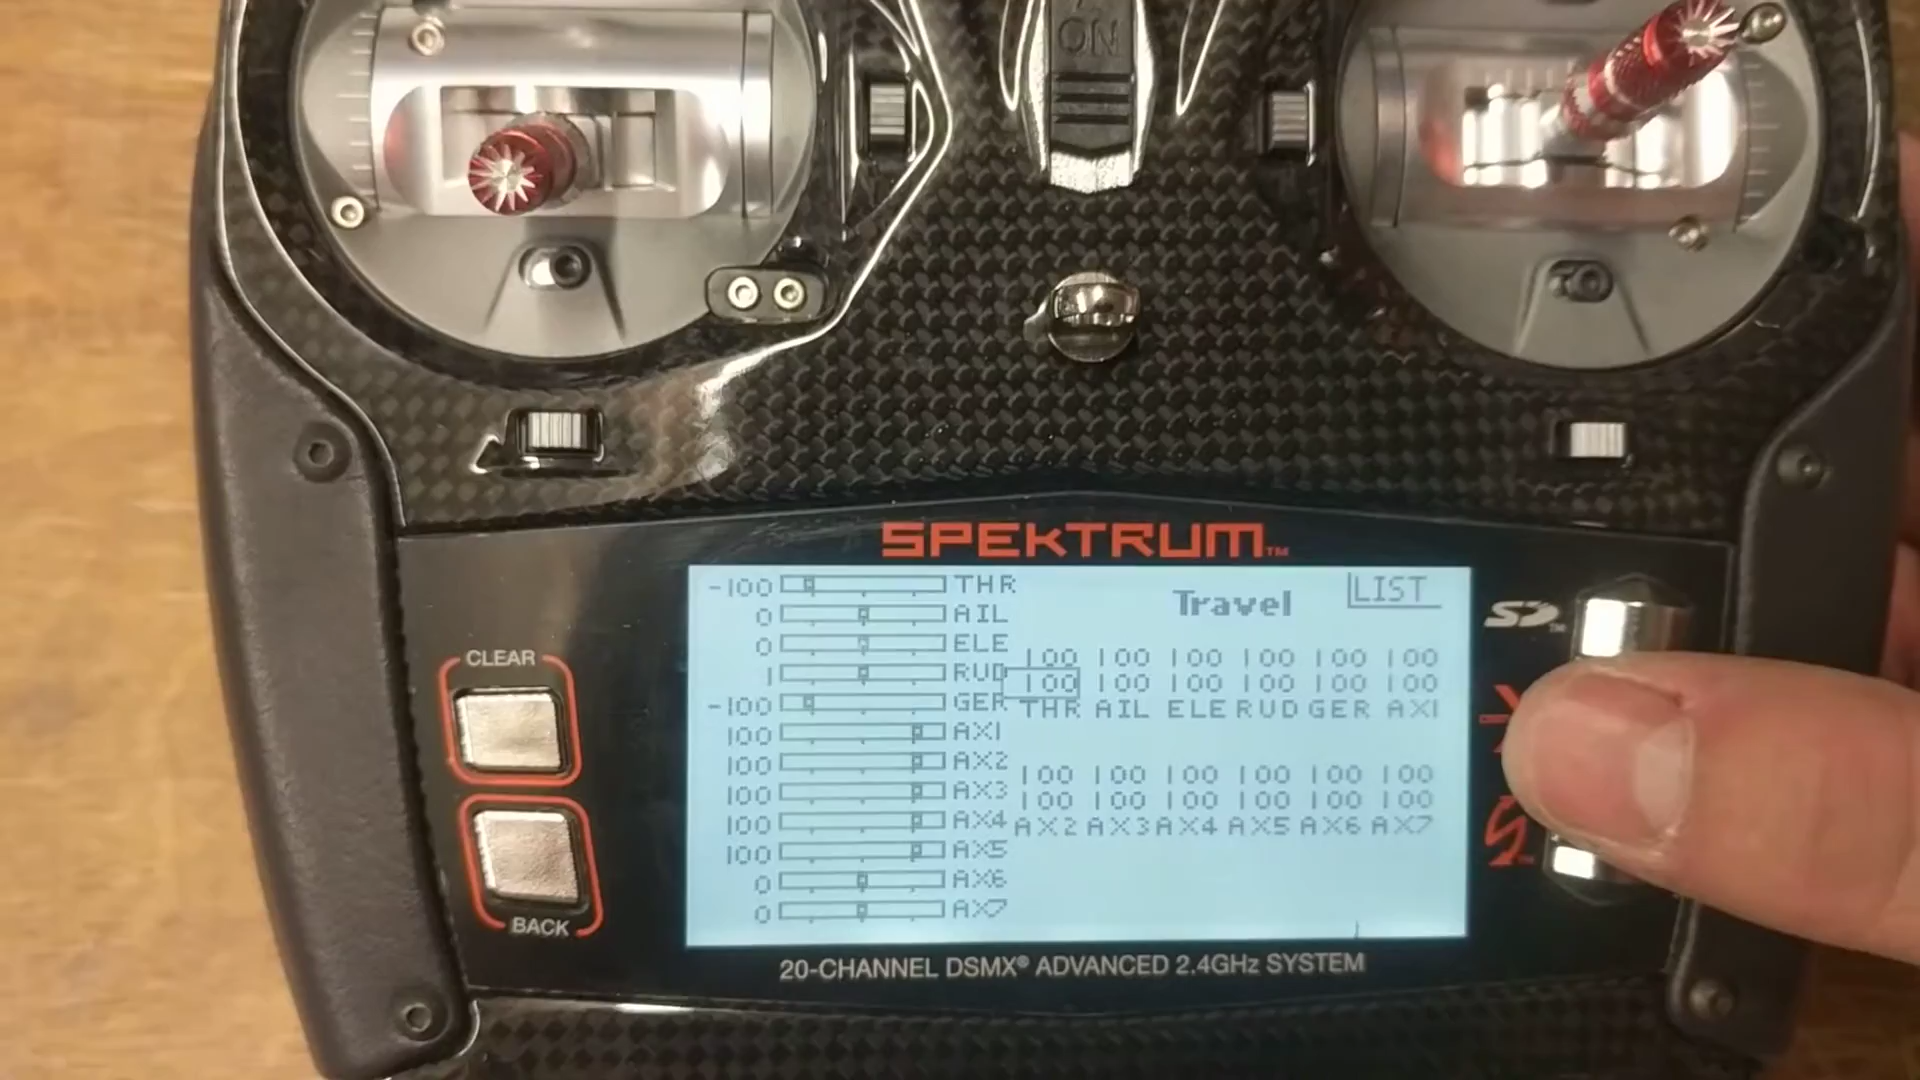 ON
SPEKTRUM™
-100 THR
0 AIL
0 ELE
1 RUD
-100 GER
100 AX1
100 AX2
100 AX3
100 AX4
100 AX5
0 AX6
0 AX7
Travel
LIST
100 100 100 100 100 100
100 100 100 100 100 100
THR AIL ELE RUD GER AX1
100 100 100 100 100 100
100 100 100 100 100 100
AX2 AX3 AX4 AX5 AX6 AX7
CLEAR
BACK
SD™
20-CHANNEL DSMX® ADVANCED 2.4GHz SYSTEM